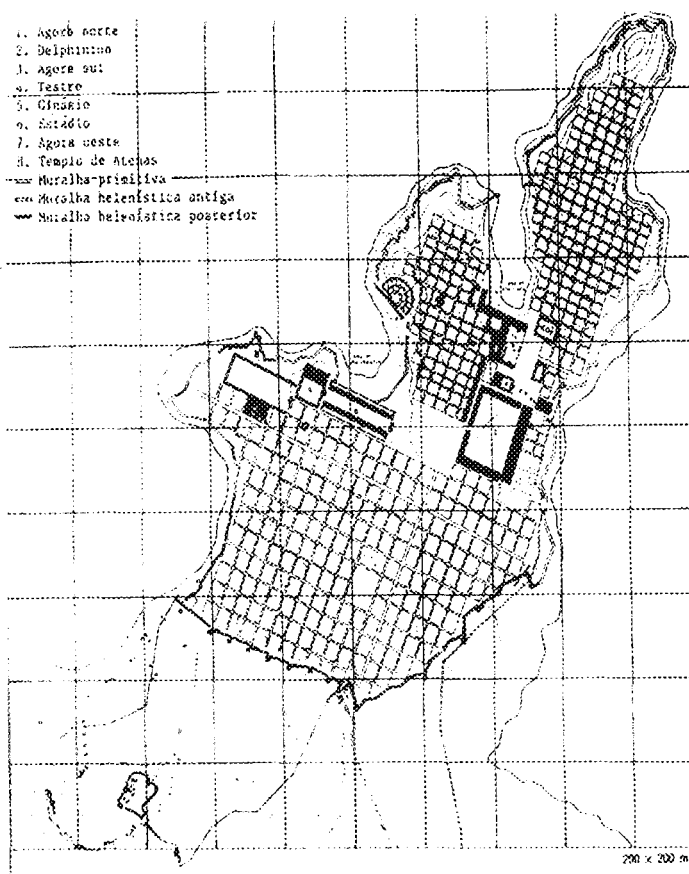 1. Agora norte
2. Delphinion
3. Agora sul
4. Teatro
5. Ginásio
6. Estádio
7. Agora oeste
8. Templo de Atenas
Muralha-primitiva
Muralha helenística antiga
Muralha helenística posterior
200 x 200 m